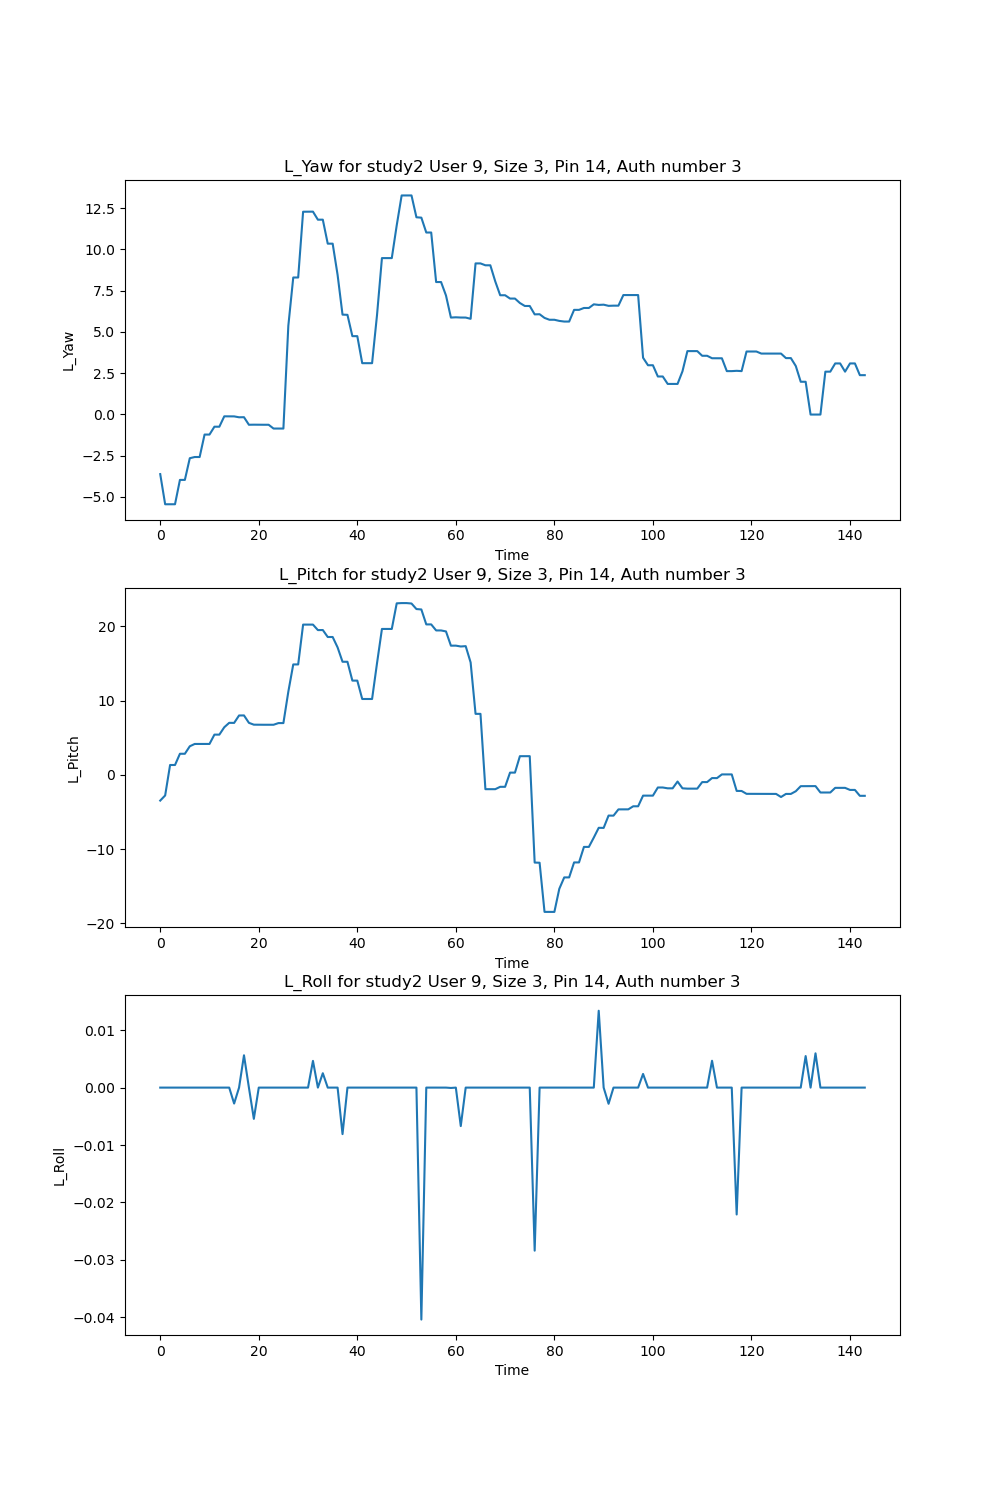 L_Yaw for study2 User 9, Size 3, Pin 14, Auth number 3
12.5
10.0
7.5
5.0
2.5
0.0
−2.5
−5.0
L_Yaw
0 20 40 60 80 100 120 140
Time
L_Pitch for study2 User 9, Size 3, Pin 14, Auth number 3
20
10
0
−10
−20
L_Pitch
0 20 40 60 80 100 120 140
Time
L_Roll for study2 User 9, Size 3, Pin 14, Auth number 3
0.01
0.00
−0.01
−0.02
−0.03
−0.04
L_Roll
0 20 40 60 80 100 120 140
Time